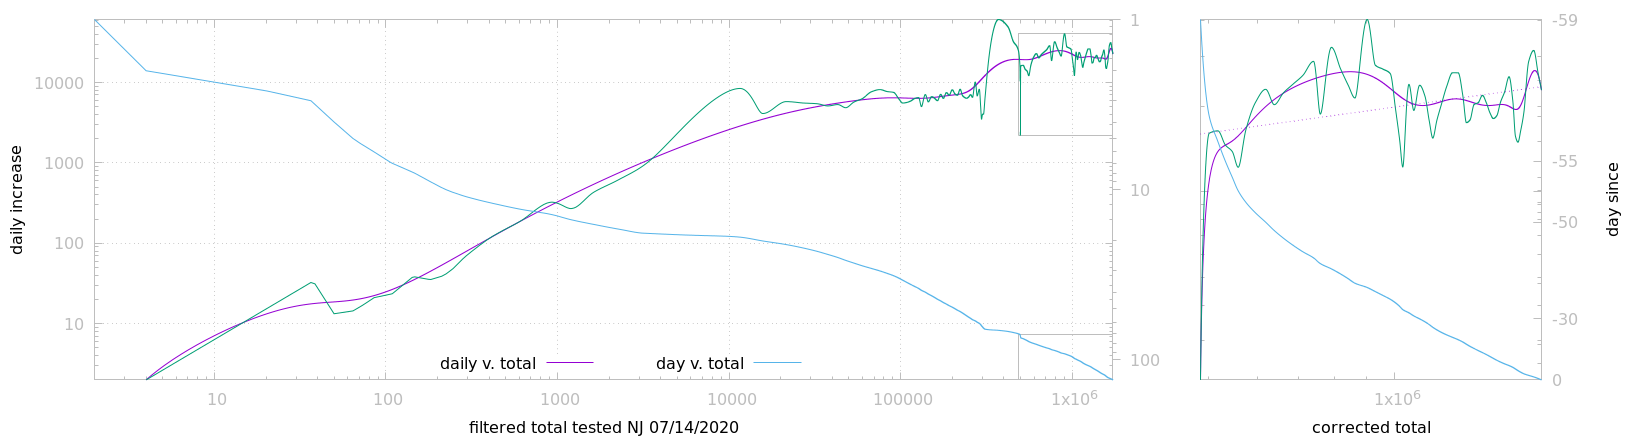 daily increase
10000
1000
100
10
daily v. total
day v. total
10
100
1000
10000
100000
1x10⁶
filtered total tested NJ 07/14/2020
1
10
100
-59
-55
-50
-30
0
day since
1x10⁶
corrected total